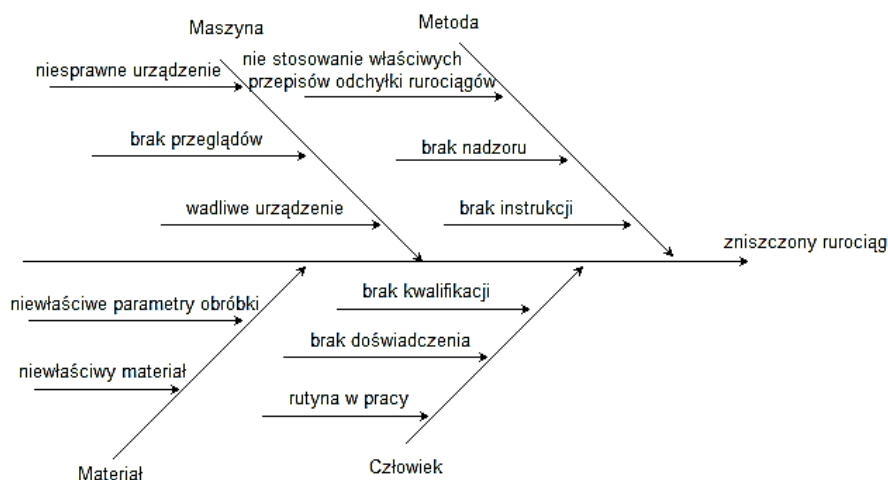 Maszyna
Metoda
niesprawne urządzenie
nie stosowanie właściwych
przepisów odchyłki rurociągów
brak przeglądów
brak nadzoru
wadliwe urządzenie
brak instrukcji
zniszczony rurociąg
niewłaściwe parametry obróbki
brak kwalifikacji
brak doświadczenia
niewłaściwy materiał
rutyna w pracy
Materiał
Człowiek